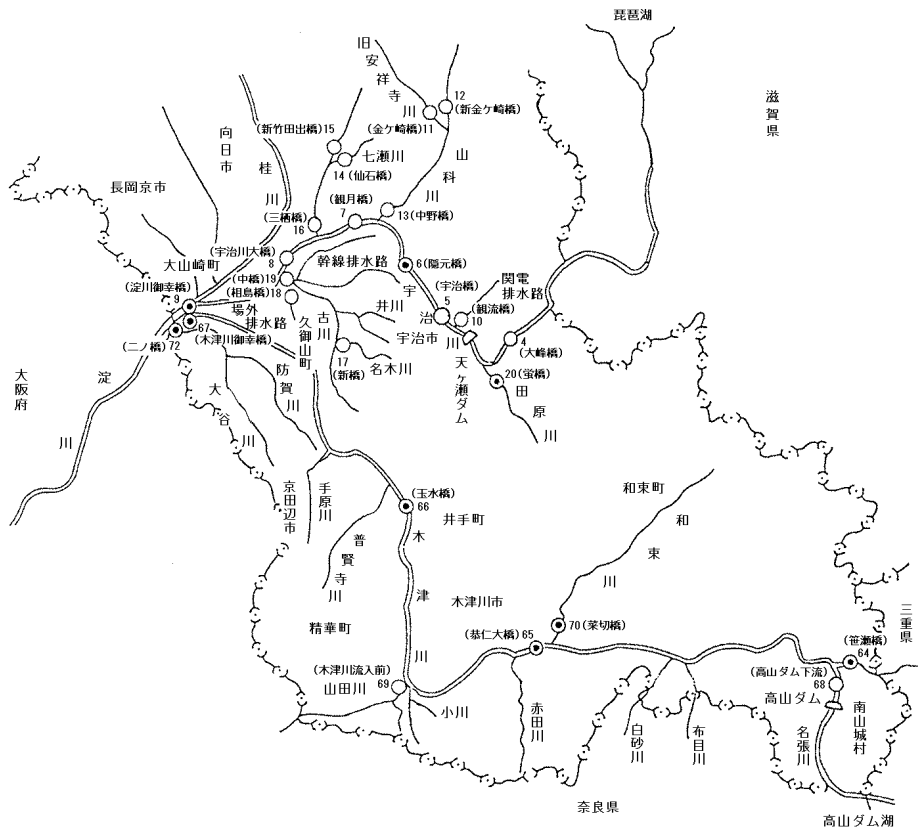 琵琶湖
滋賀県
旧安祥寺川
12
(新金ケ崎橋)
(金ケ崎橋)11
(新竹田出橋)15
七瀬川
14(仙石橋)
山科川
向日市
桂川
長岡京市
(観月橋)
7
13(中野橋)
(三栖橋)
16
(宇治川大橋)
8
幹線排水路
6(隠元橋)
大山崎町
(中橋)
19
(相島橋)
18
(淀川御幸橋)
9
場外
排水路
67
(木津川御幸橋)
(二ノ橋)
72
久御山町
古川
井川
宇治市
名木川
17(新橋)
宇治川
(宇治橋)
5
関電
排水路
(観流橋)
10
4
(大峰橋)
天ヶ瀬ダム
20(蛍橋)
田原川
大阪府
淀川
大谷川
防賀川
京田辺市
手原川
(玉水橋)
66
井手町
普賢寺川
木津川
精華町
木津川市
和束町
和束川
70(菜切橋)
(恭仁大橋)65
(木津川流入前)
69
山田川
小川
赤田川
白砂川
布目川
奈良県
三重県
(笹瀬橋)
64
(高山ダム下流)
68
高山ダム
名張川
南山城村
高山ダム湖